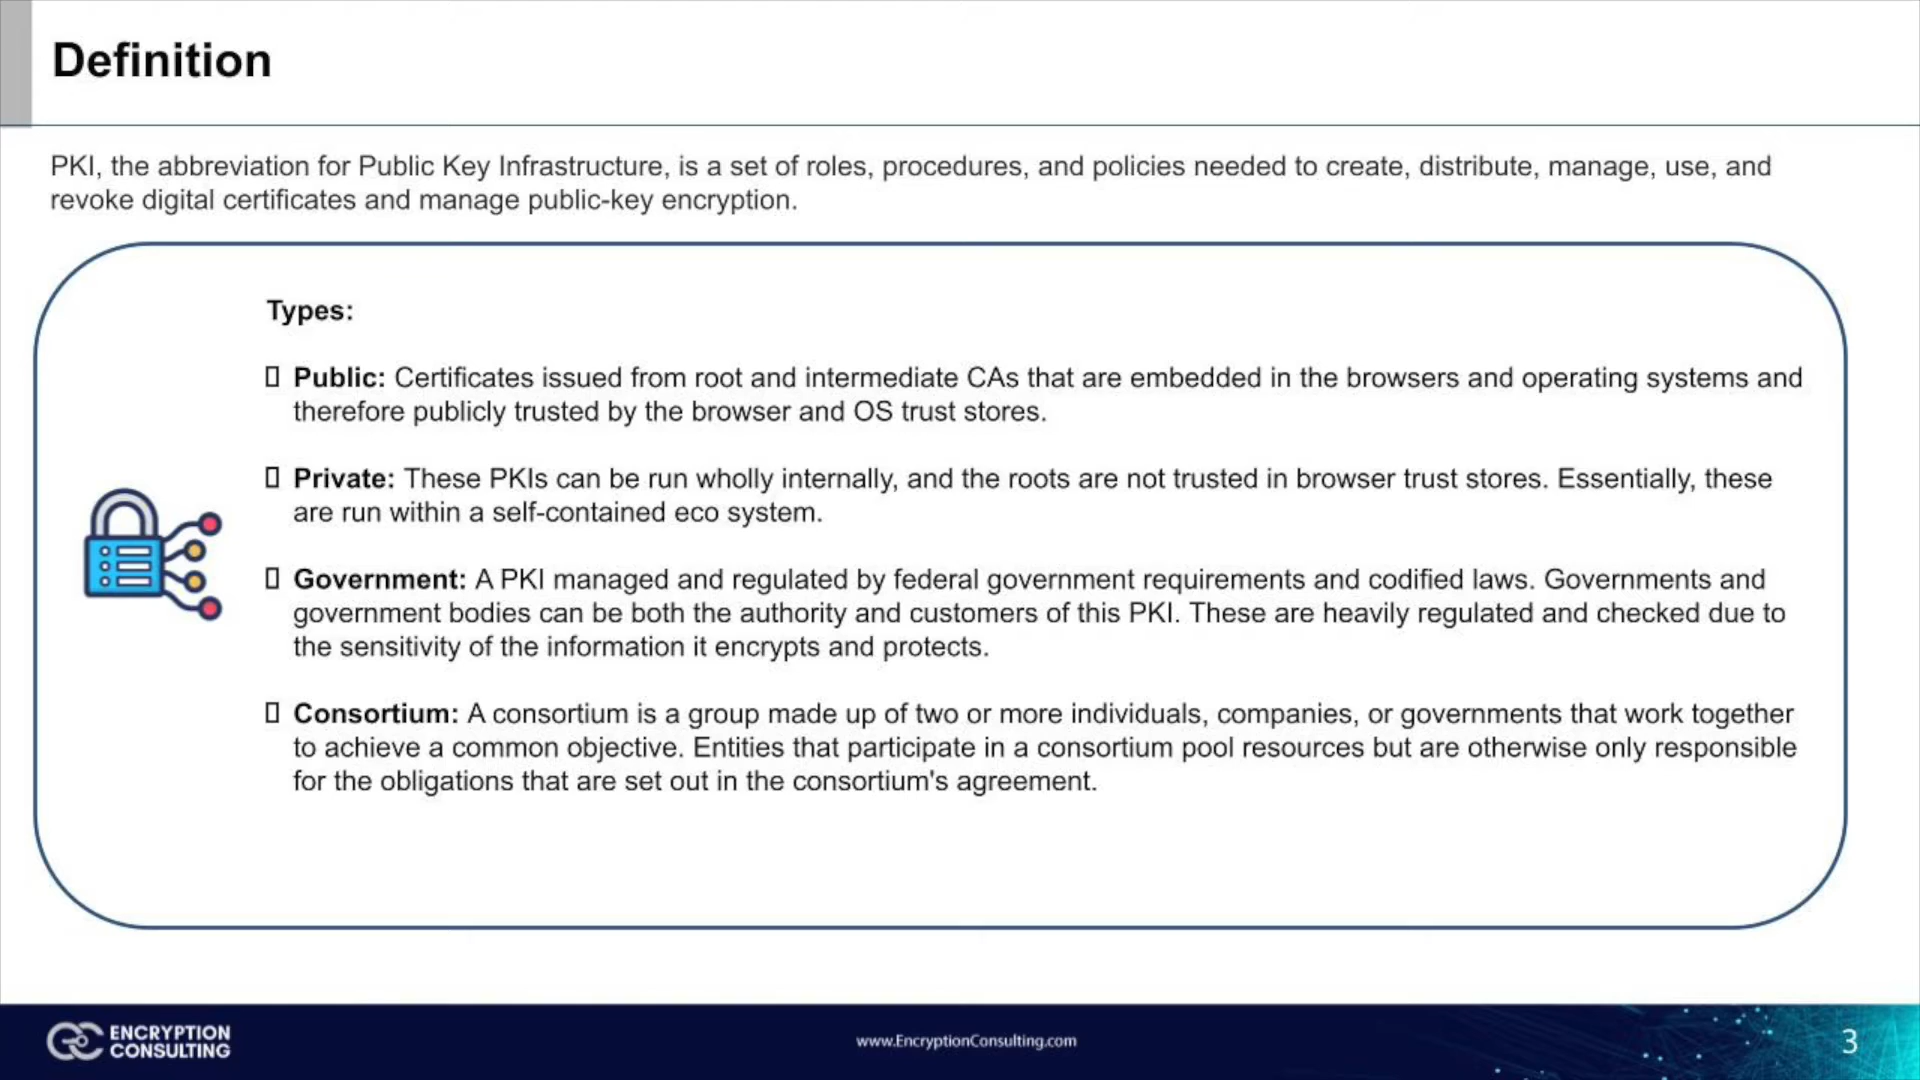 Definition
PKI, the abbreviation for Public Key Infrastructure, is a set of roles, procedures, and policies needed to create, distribute, manage, use, and
revoke digital certificates and manage public-key encryption.
Types:
Public: Certificates issued from root and intermediate CAs that are embedded in the browsers and operating systems and
therefore publicly trusted by the browser and OS trust stores.
Private: These PKIs can be run wholly internally, and the roots are not trusted in browser trust stores. Essentially, these
are run within a self-contained eco system.
Government: A PKI managed and regulated by federal government requirements and codified laws. Governments and
government bodies can be both the authority and customers of this PKI. These are heavily regulated and checked due to
the sensitivity of the information it encrypts and protects.
Consortium: A consortium is a group made up of two or more individuals, companies, or governments that work together
to achieve a common objective. Entities that participate in a consortium pool resources but are otherwise only responsible
for the obligations that are set out in the consortium's agreement.
ENCRYPTION
CONSULTING
www.EncryptionConsulting.com
3